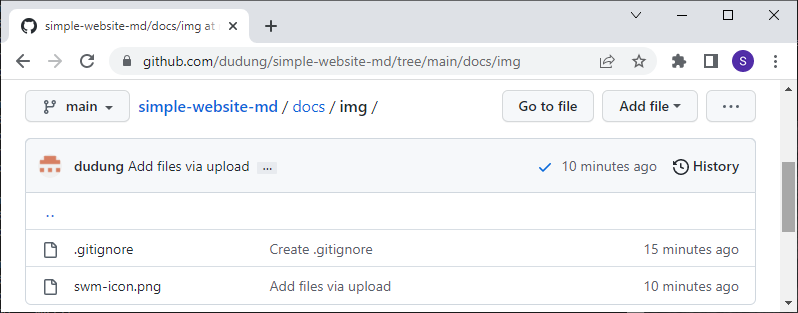 simple-website-md/docs/img at
github.com/dudung/simple-website-md/tree/main/docs/img
S
main simple-website-md / docs / img / Go to file Add file ...
dudung Add files via upload ... 10 minutes ago History
..
.gitignore Create .gitignore 15 minutes ago
swm-icon.png Add files via upload 10 minutes ago